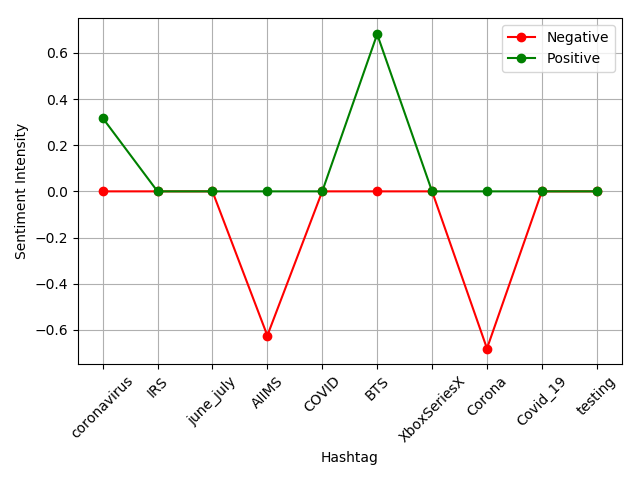 Negative
Positive
Sentiment Intensity
0.6
0.4
0.2
0.0
−0.2
−0.4
−0.6
coronavirus
IRS
june_july
AIIMS
COVID
BTS
XboxSeriesX
Corona
Covid_19
testing
Hashtag